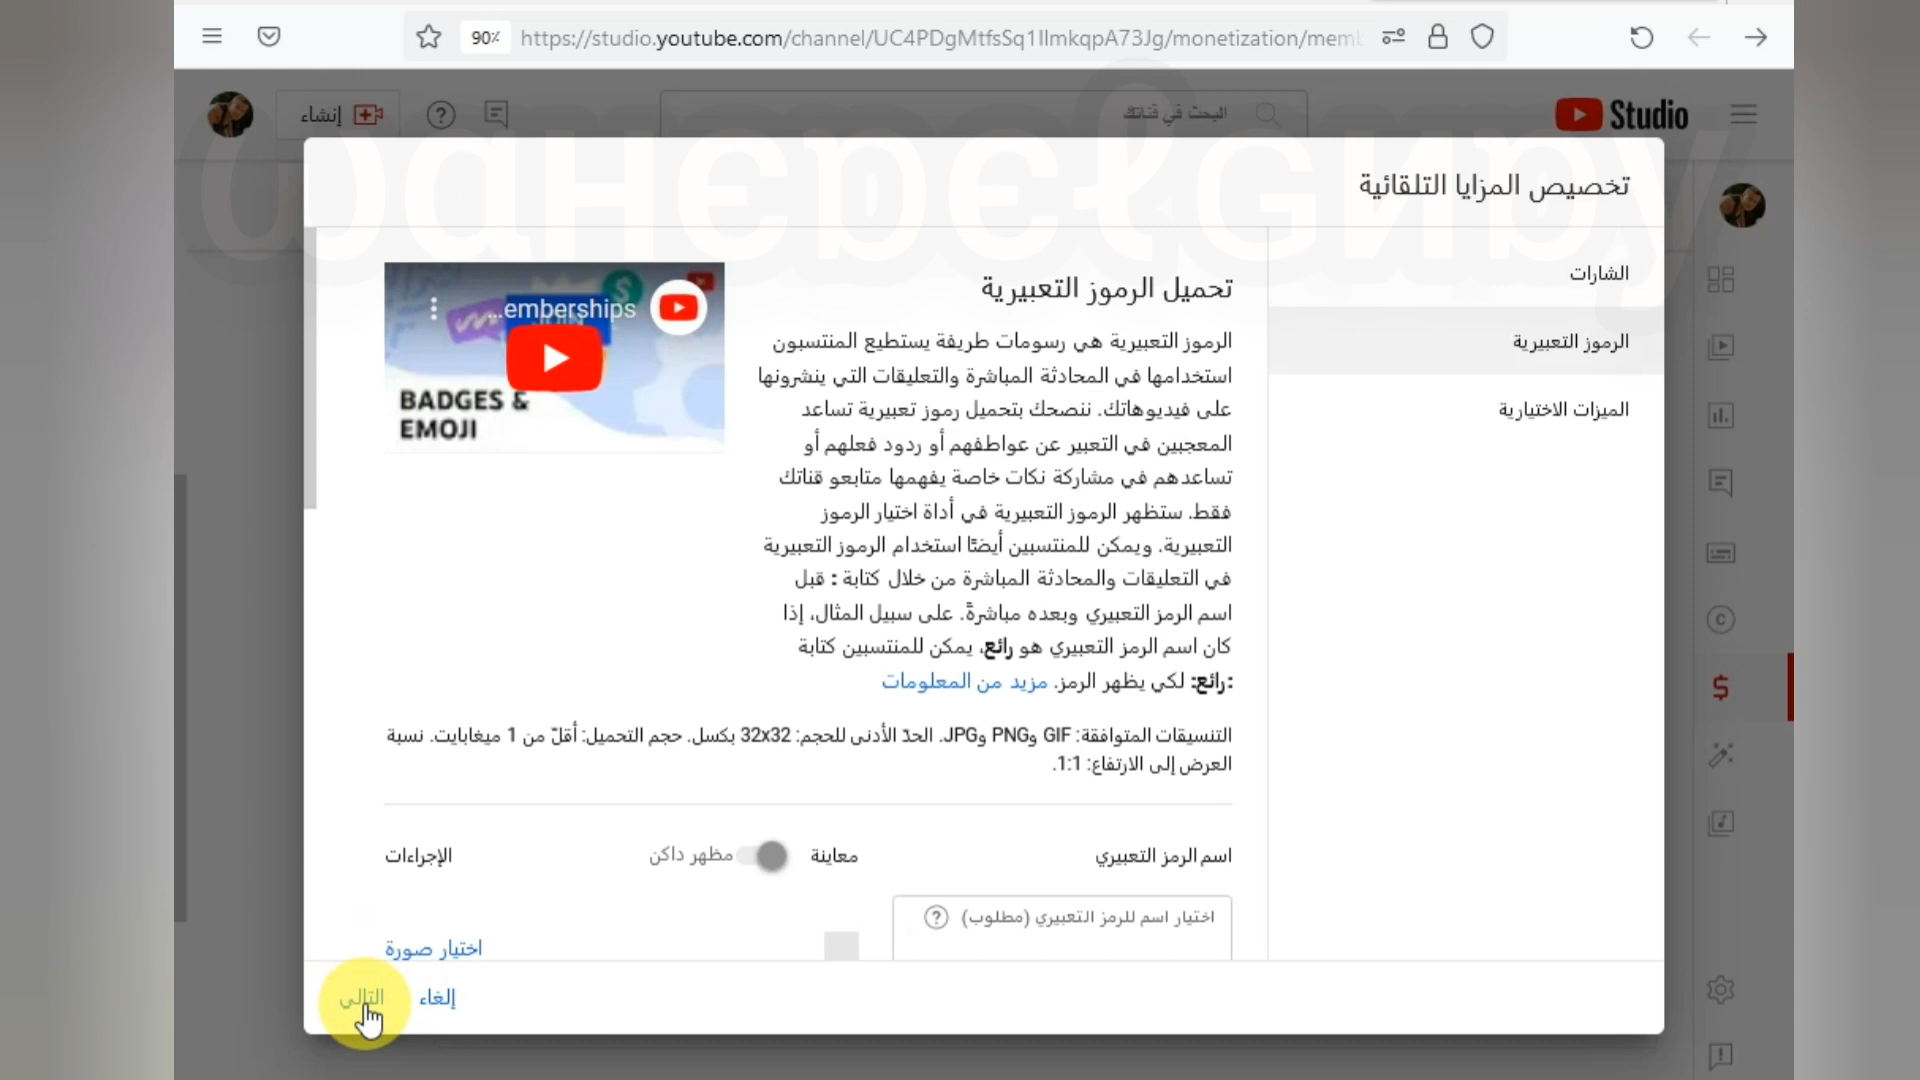 90٪
https://studio.youtube.com/channel/UC4PDgMtfsSq1IlmkqpA73Jg/monetization/memb
إنشاء
البحث في قناتك
Studio
تخصيص المزايا التلقائية
الشارات
الرموز التعبيرية
الميزات الاختيارية
تحميل الرموز التعبيرية
...emberships
JOIN
BADGES &
EMOJI
الرموز التعبيرية هي رسومات طريفة يستطيع المنتسبون
استخدامها في المحادثة المباشرة والتعليقات التي ينشرونها
على فيديوهاتك. ننصحك بتحميل رموز تعبيرية تساعد
المعجبين في التعبير عن عواطفهم أو ردود فعلهم أو
تساعدهم في مشاركة نكات خاصة يفهمها متابعو قناتك
فقط. ستظهر الرموز التعبيرية في أداة اختيار الرموز
التعبيرية. ويمكن للمنتسبين أيضًا استخدام الرموز التعبيرية
في التعليقات والمحادثة المباشرة من خلال كتابة : قبل
اسم الرمز التعبيري وبعده مباشرةً. على سبيل المثال، إذا
كان اسم الرمز التعبيري هو رائع، يمكن للمنتسبين كتابة
:رائع: لكي يظهر الرمز. مزيد من المعلومات
التنسيقات المتوافقة: GIF وPNG وJPG. الحدّ الأدنى للحجم: 32x32 بكسل. حجم التحميل: أقلّ من 1 ميغابايت. نسبة
العرض إلى الارتفاع: 1:1.
اسم الرمز التعبيري
معاينة
مظهر داكن
الإجراءات
اختيار اسم للرمز التعبيري (مطلوب)
اختيار صورة
إلغاء
التالي